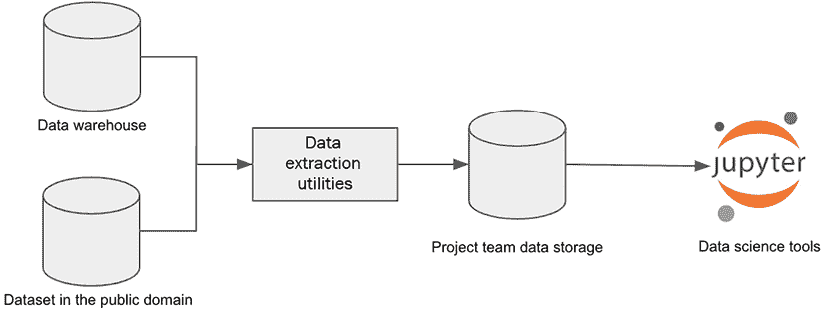 Data warehouse
Dataset in the public domain
Data
extraction
utilities
Project team data storage
jupyter
Data science tools